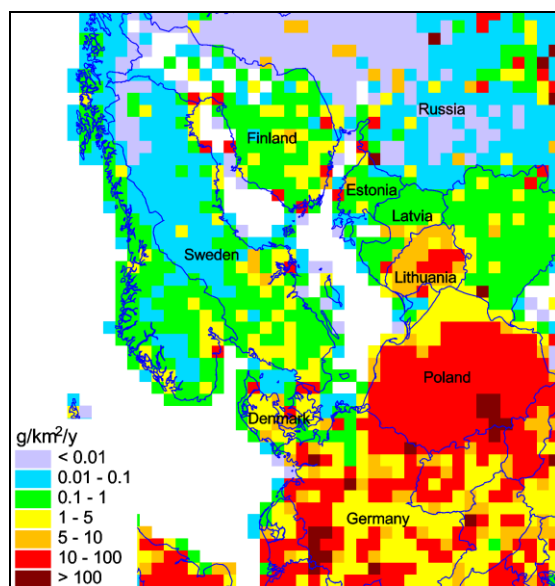 Russia
Finland
Estonia
Latvia
Sweden
Lithuania
Poland
Denmark
Germany
g/km²/y
< 0.01
0.01 - 0.1
0.1 - 1
1 - 5
5 - 10
10 - 100
> 100